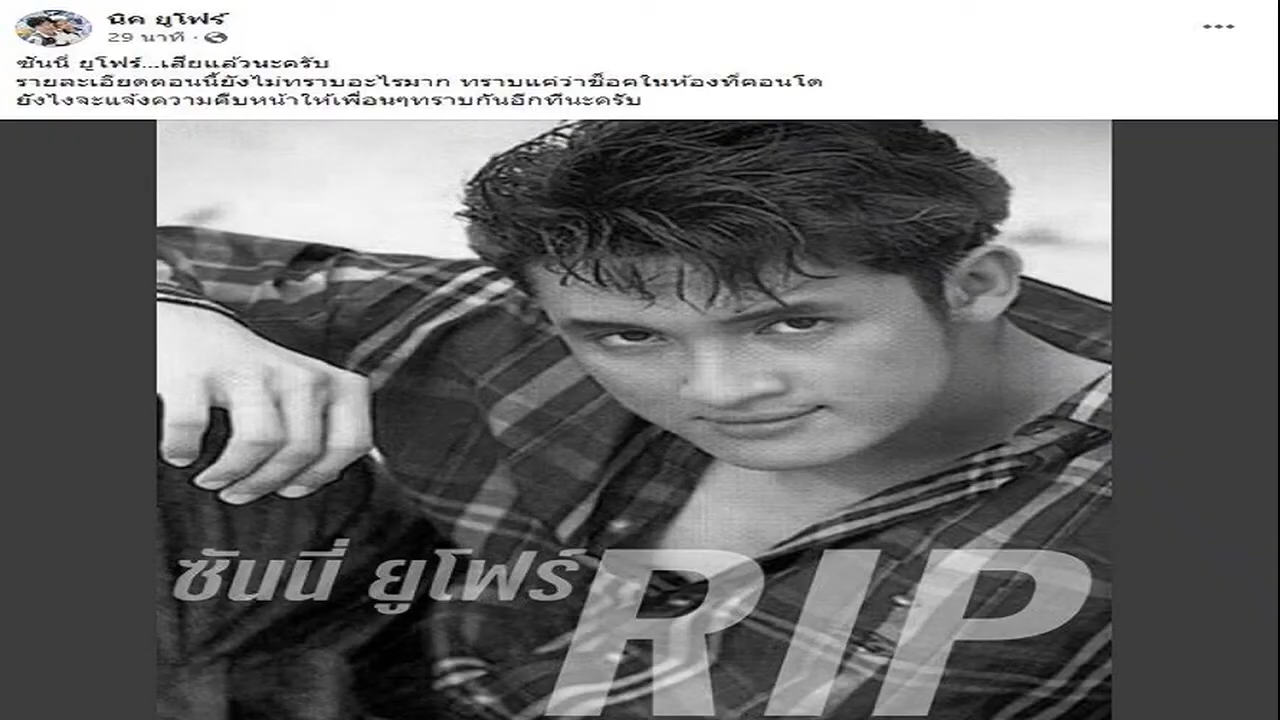 นิค ยูโฟร์
29 นาที ·
ซันนี่ ยูโฟร์...เสียแล้วนะครับ
รายละเอียดตอนนี้ยังไม่ทราบอะไรมาก ทราบแค่ว่าช็อคในห้องที่คอนโด
ยังไงจะแจ้งความคืบหน้าให้เพื่อนๆทราบกันอีกทีนะครับ
ซันนี่ ยูโฟร์
RIP